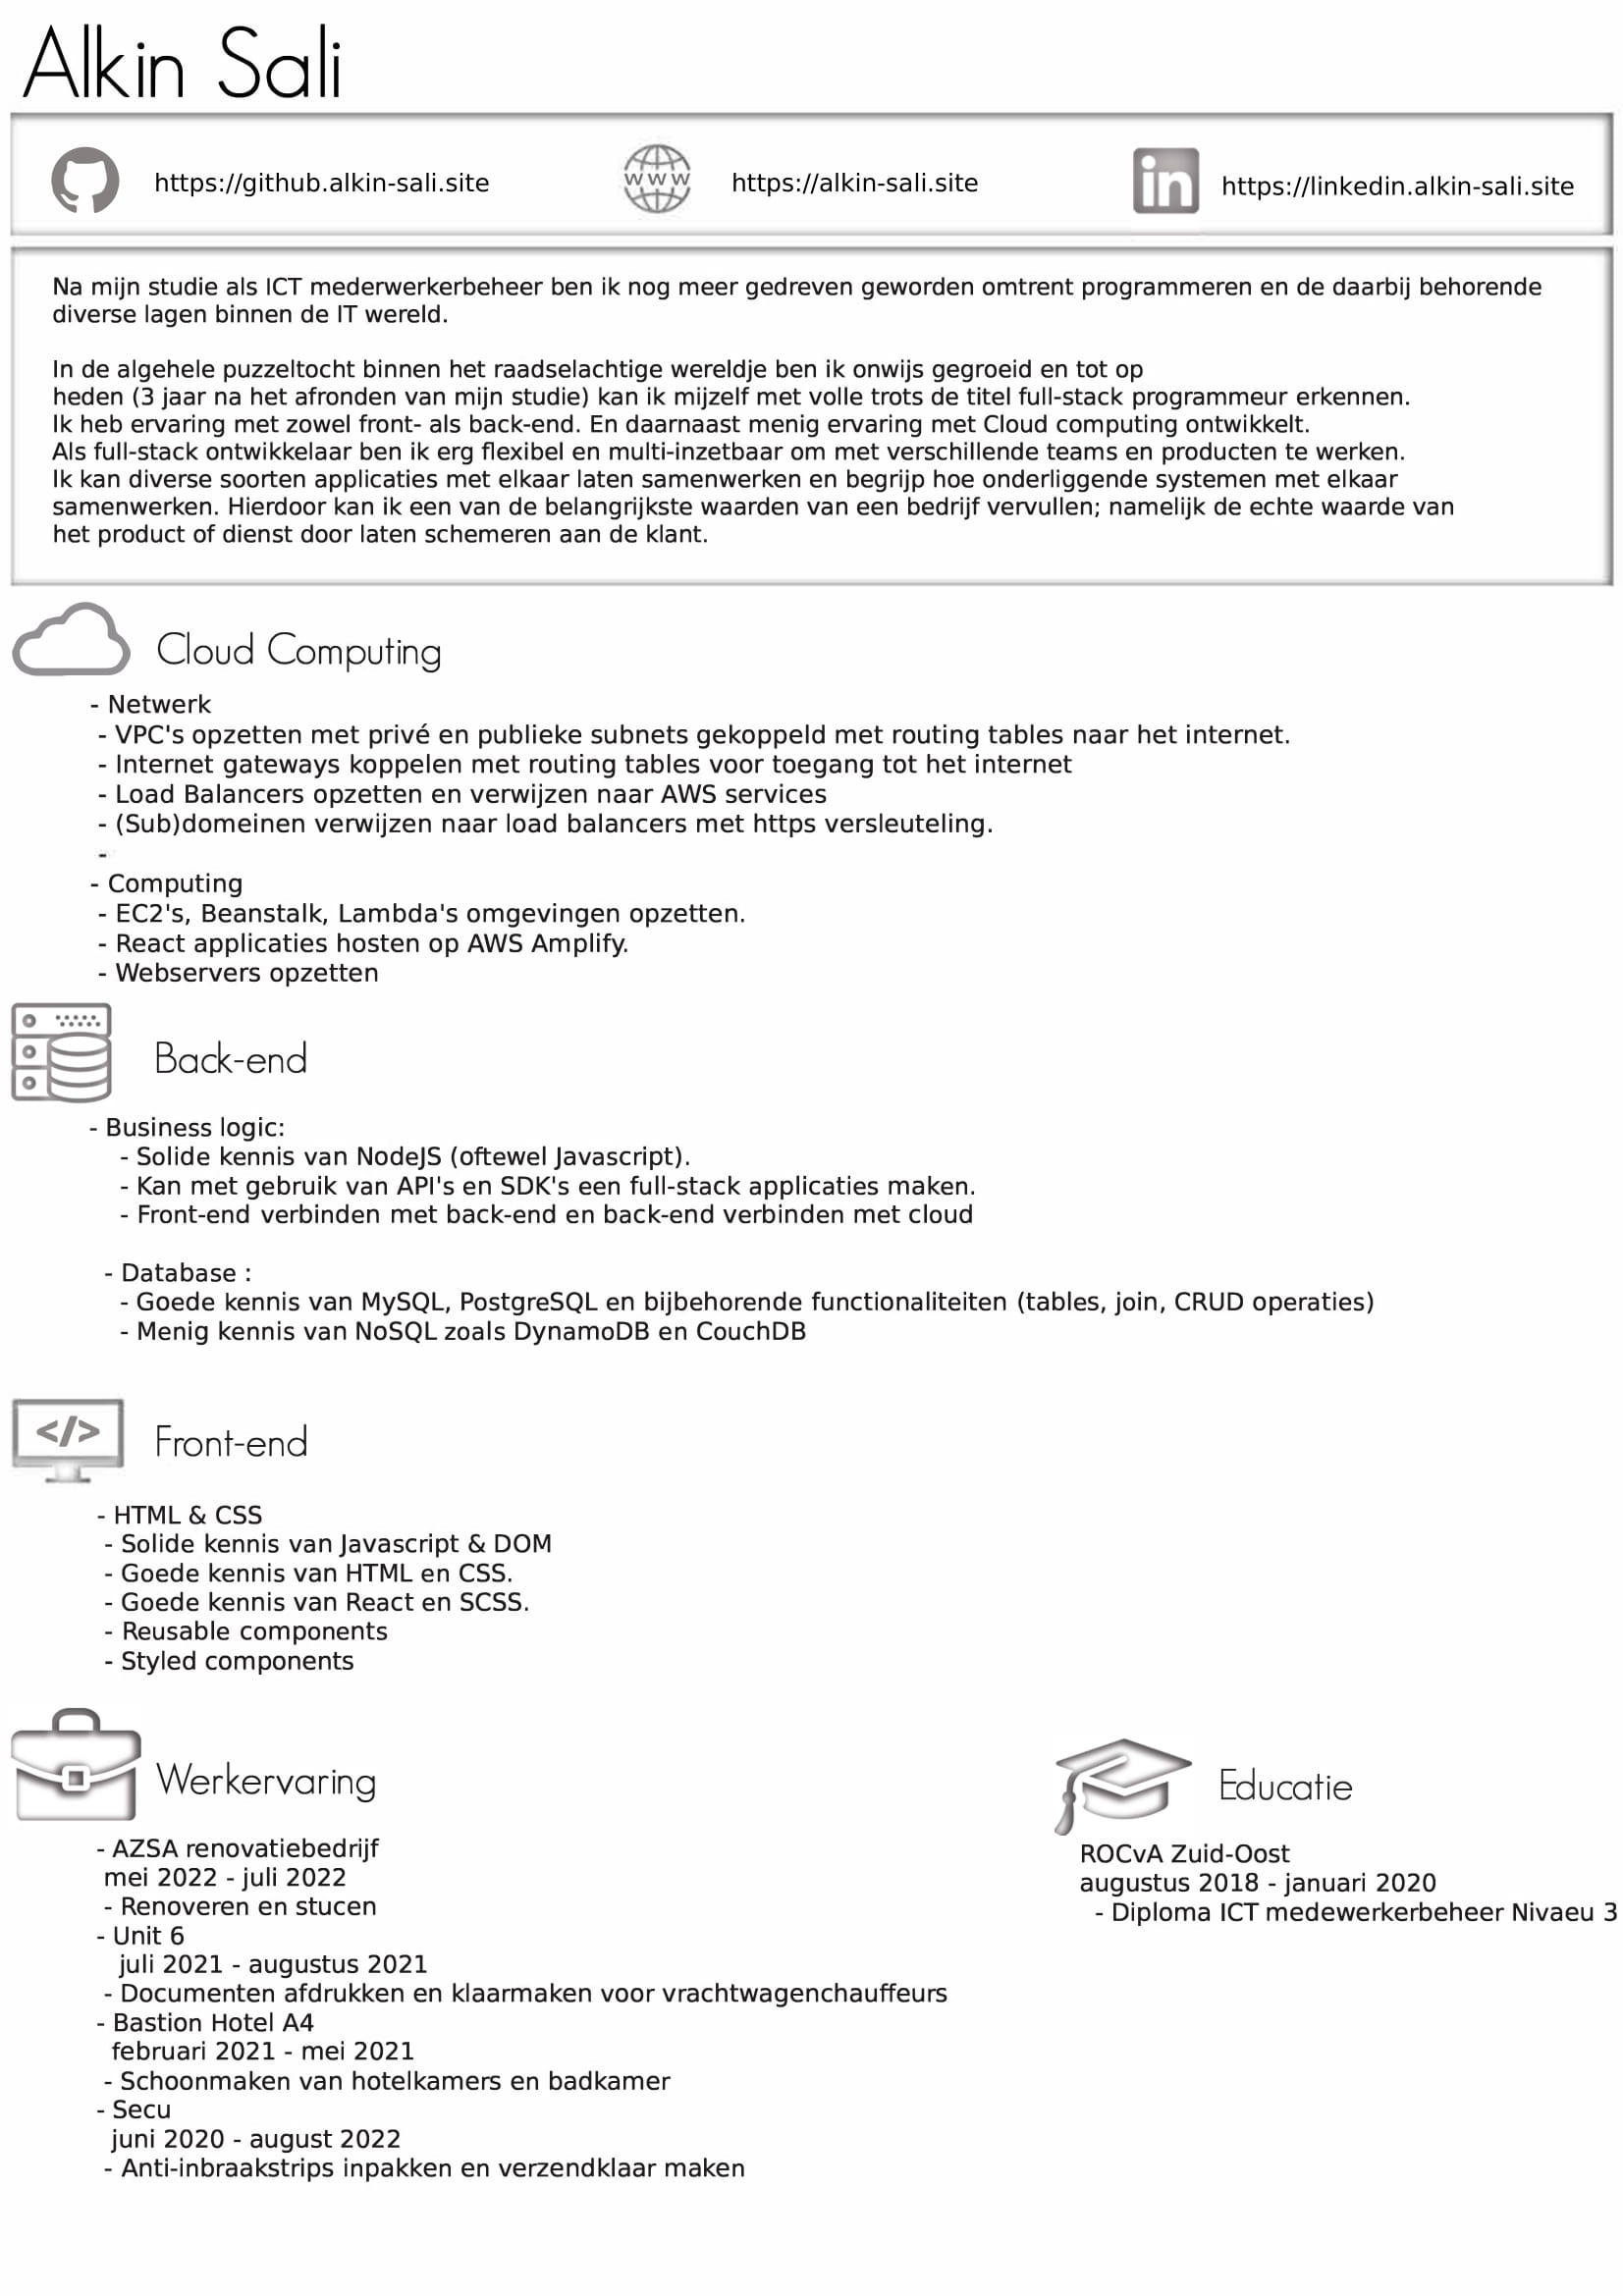 Alkin Sali
https://github.alkin-sali.site
www
https://alkin-sali.site
in
https://linkedin.alkin-sali.site
Na mijn studie als ICT mederwerkerbeheer ben ik nog meer gedreven geworden omtrent programmeren en de daarbij behorende
diverse lagen binnen de IT wereld.
In de algehele puzzeltocht binnen het raadselachtige wereldje ben ik onwijs gegroeid en tot op
heden (3 jaar na het afronden van mijn studie) kan ik mijzelf met volle trots de titel full-stack programmeur erkennen.
Ik heb ervaring met zowel front- als back-end. En daarnaast menig ervaring met Cloud computing ontwikkelt.
Als full-stack ontwikkelaar ben ik erg flexibel en multi-inzetbaar om met verschillende teams en producten te werken.
Ik kan diverse soorten applicaties met elkaar laten samenwerken en begrijp hoe onderliggende systemen met elkaar
samenwerken. Hierdoor kan ik een van de belangrijkste waarden van een bedrijf vervullen; namelijk de echte waarde van
het product of dienst door laten schemeren aan de klant.
Cloud Computing
- Netwerk
- VPC's opzetten met privé en publieke subnets gekoppeld met routing tables naar het internet.
- Internet gateways koppelen met routing tables voor toegang tot het internet
- Load Balancers opzetten en verwijzen naar AWS services
- (Sub)domeinen verwijzen naar load balancers met https versleuteling.
-
- Computing
- EC2's, Beanstalk, Lambda's omgevingen opzetten.
- React applicaties hosten op AWS Amplify.
- Webservers opzetten
Back-end
- Business logic:
- Solide kennis van NodeJS (oftewel Javascript).
- Kan met gebruik van API's en SDK's een full-stack applicaties maken.
- Front-end verbinden met back-end en back-end verbinden met cloud
- Database :
- Goede kennis van MySQL, PostgreSQL en bijbehorende functionaliteiten (tables, join, CRUD operaties)
- Menig kennis van NoSQL zoals DynamoDB en CouchDB
</>
Front-end
- HTML & CSS
- Solide kennis van Javascript & DOM
- Goede kennis van HTML en CSS.
- Goede kennis van React en SCSS.
- Reusable components
- Styled components
Werkervaring
- AZSA renovatiebedrijf
mei 2022 - juli 2022
- Renoveren en stucen
- Unit 6
juli 2021 - augustus 2021
- Documenten afdrukken en klaarmaken voor vrachtwagenchauffeurs
- Bastion Hotel A4
februari 2021 - mei 2021
- Schoonmaken van hotelkamers en badkamer
- Secu
juni 2020 - august 2022
- Anti-inbraakstrips inpakken en verzendklaar maken
Educatie
ROCvA Zuid-Oost
augustus 2018 - januari 2020
- Diploma ICT medewerkerbeheer Nivaeu 3